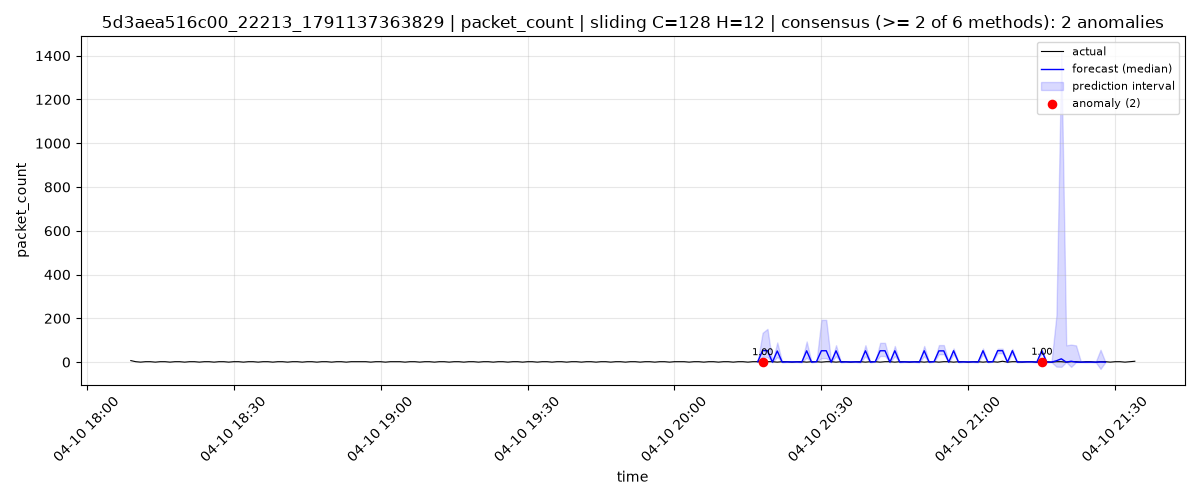 5d3aea516c00_22213_1791137363829 | packet_count | sliding C=128 H=12 | consensus (>= 2 of 6 methods): 2 anomalies
actual
forecast (median)
prediction interval
anomaly (2)
packet_count
1400
1200
1000
800
600
400
200
0
1.00
1.00
04-10 18:00
04-10 18:30
04-10 19:00
04-10 19:30
04-10 20:00
04-10 20:30
04-10 21:00
04-10 21:30
time